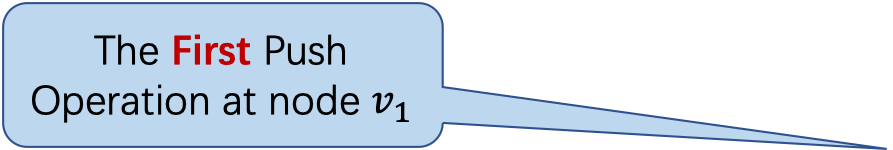 The First Push
Operation at node v₁